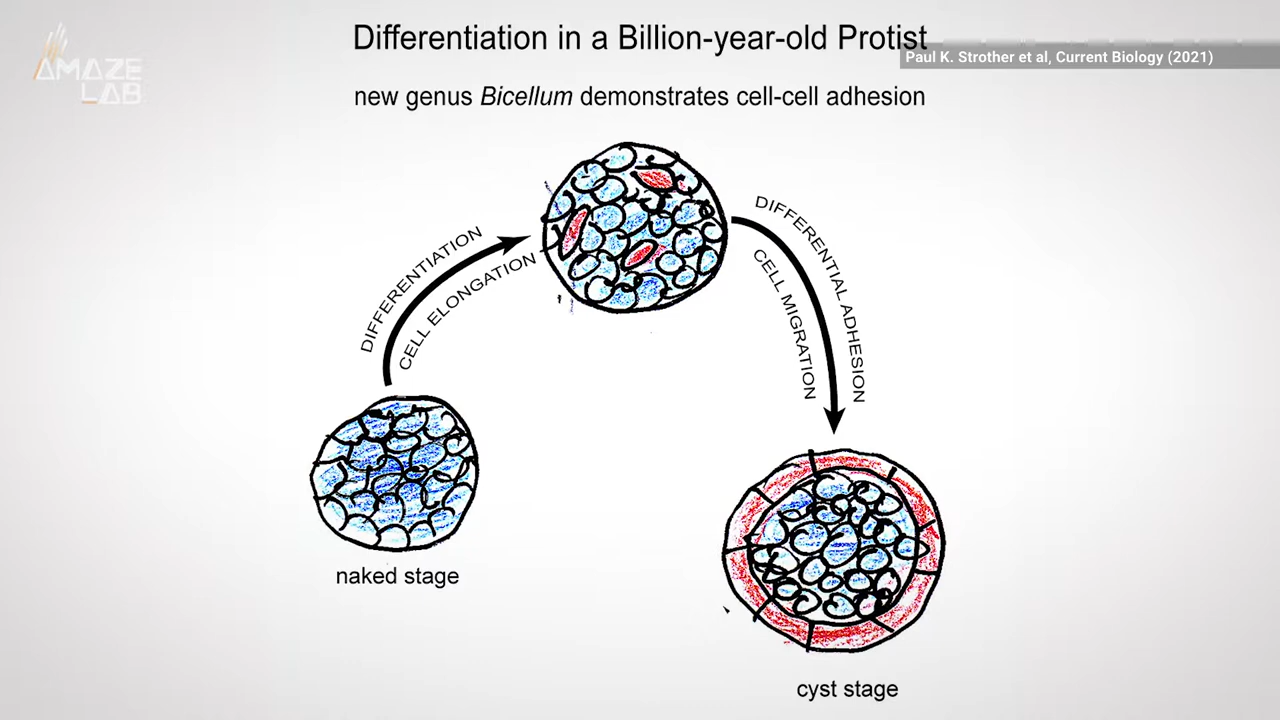 AMAZE
LAB
Differentiation in a Billion-year-old Protist
Paul K. Strother et al, Current Biology (2021)
new genus Bicellum demonstrates cell-cell adhesion
DIFFERENTIATION
CELL ELONGATION
DIFFERENTIAL ADHESION
CELL MIGRATION
naked stage
cyst stage